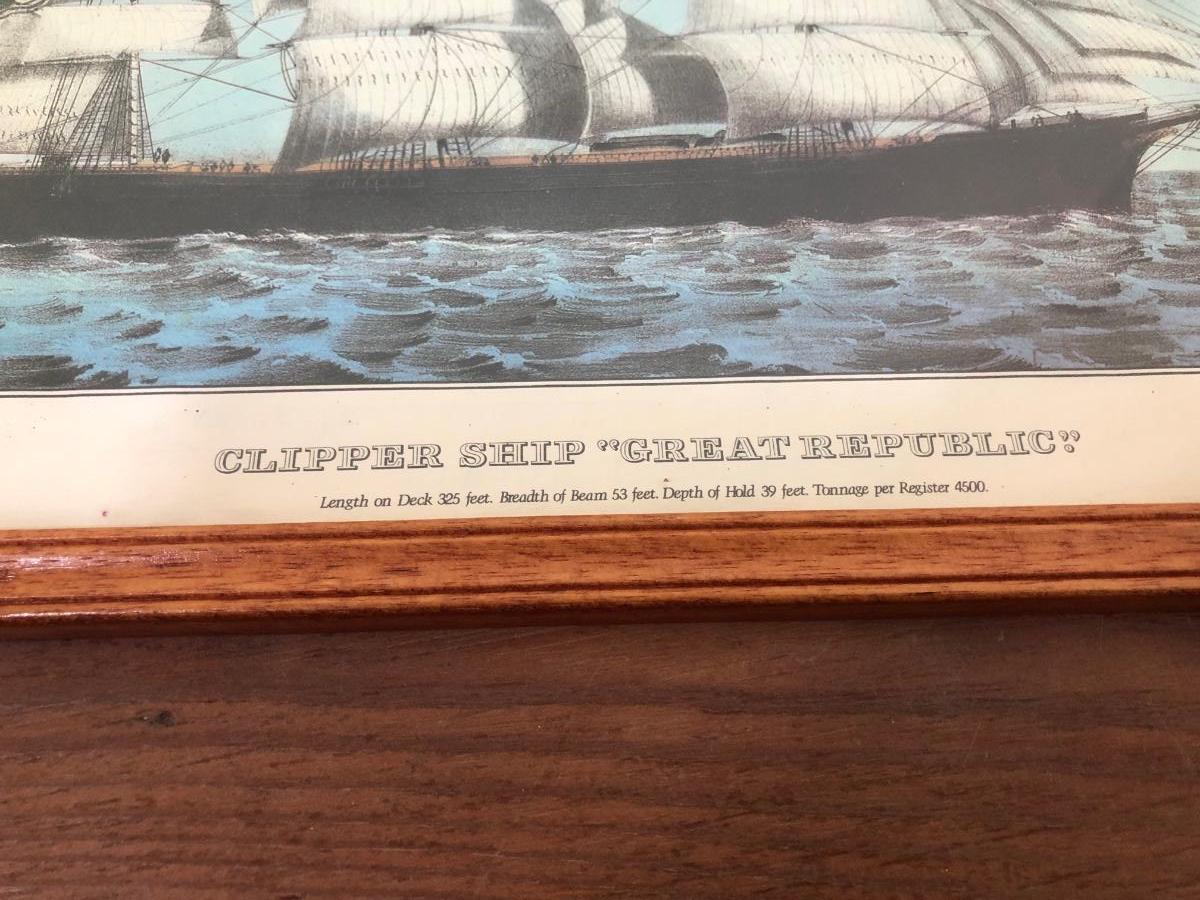 CLIPPER SHIP “GREAT REPUBLIC”.
Length on Deck 325 feet. Breadth of Beam 53 feet. Depth of Hold 39 feet. Tonnage per Register 4500.